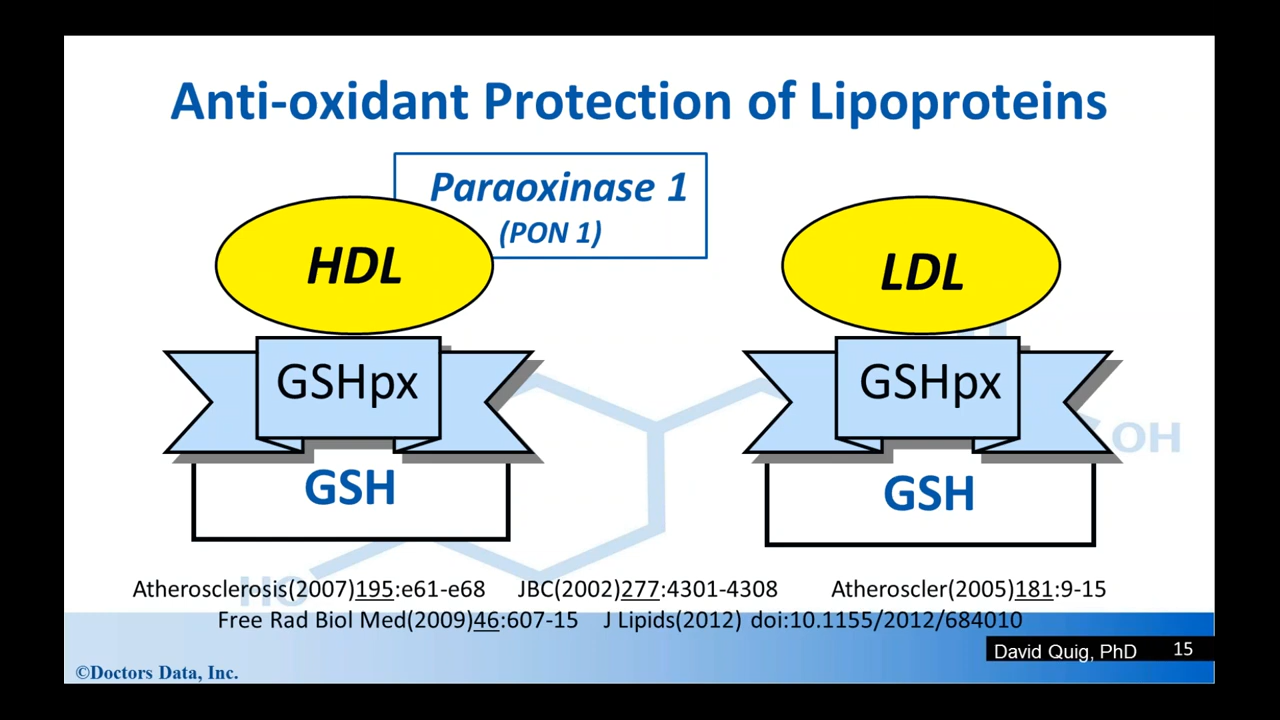 Anti-oxidant Protection of Lipoproteins
Paraoxinase 1
(PON 1)
HDL
LDL
GSHpx
GSHpx
GSH
GSH
OH
HO
Atherosclerosis(2007)195:e61-e68 JBC(2002)277:4301-4308 Atheroscler(2005)181:9-15
Free Rad Biol Med(2009)46:607-15 J Lipids(2012) doi:10.1155/2012/684010
David Quig, PhD 15
©Doctors Data, Inc.